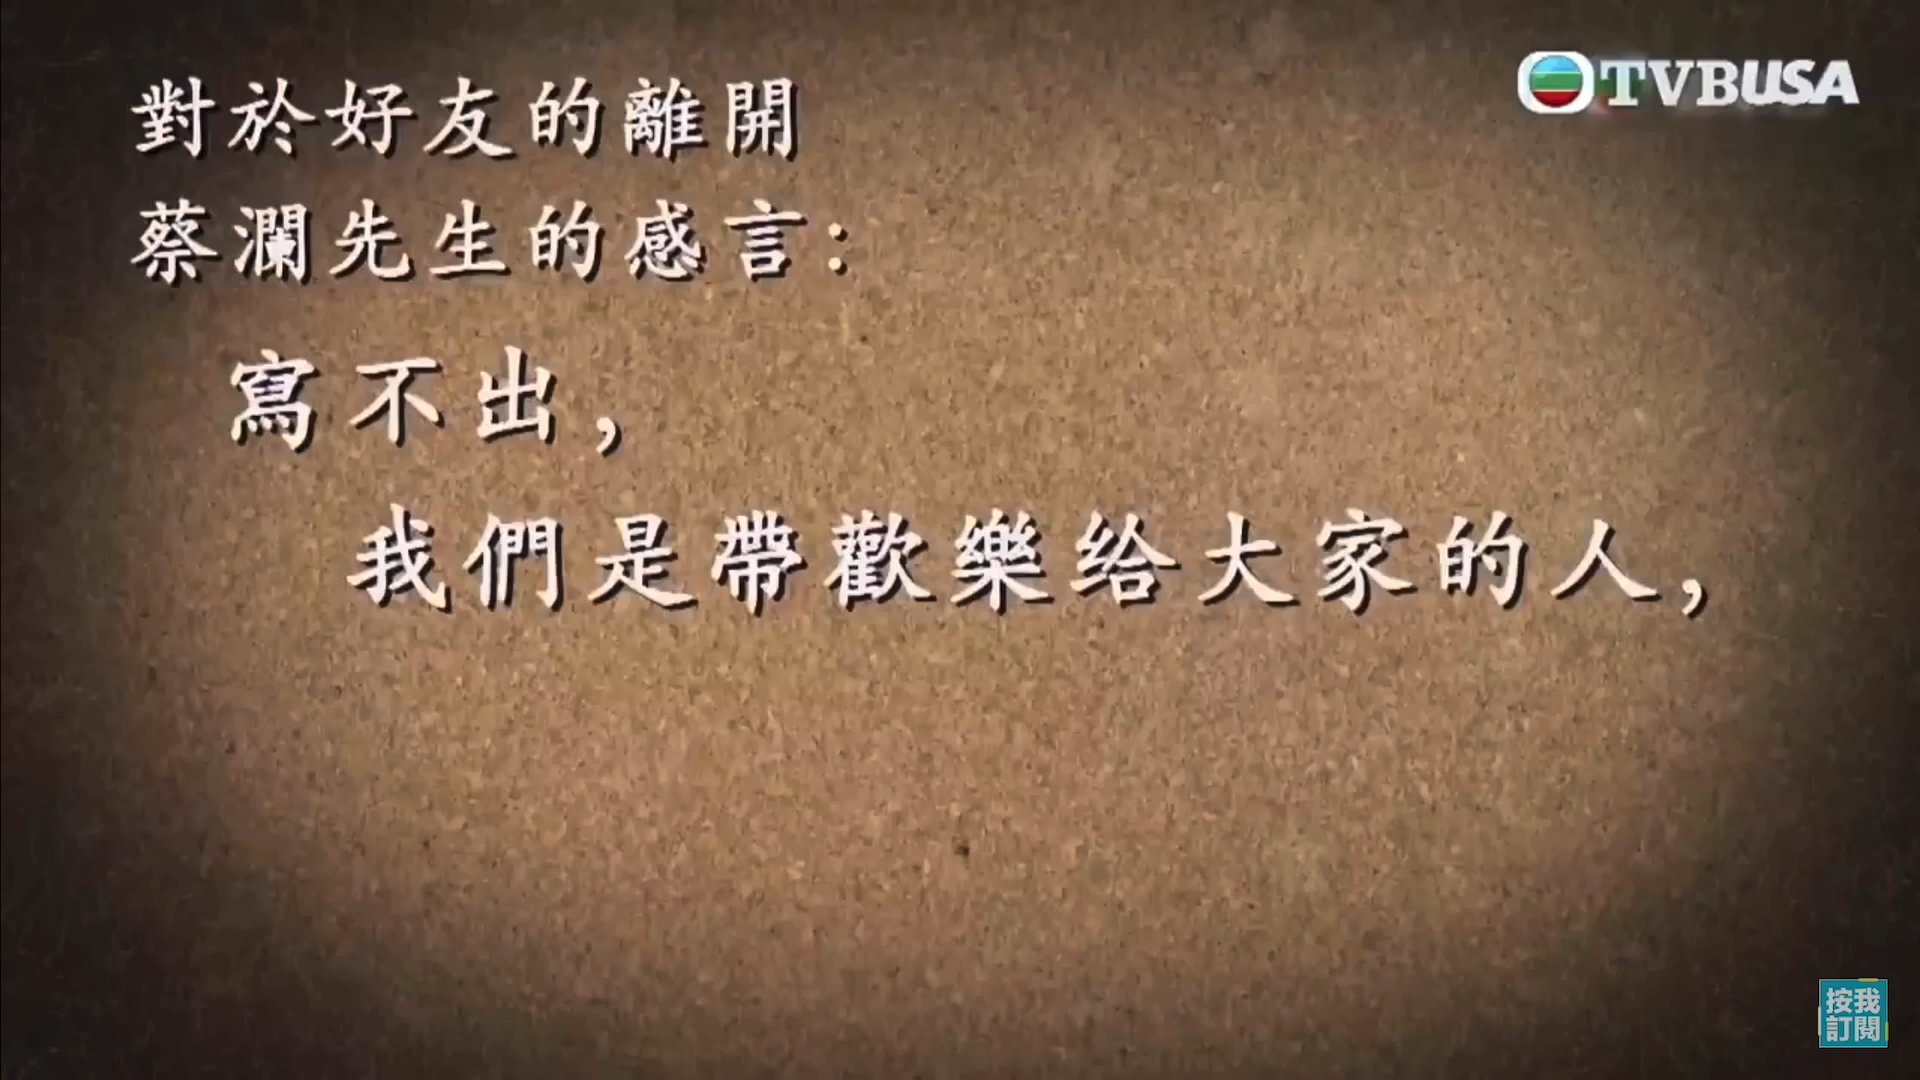 TVBUSA
對於好友的離開
蔡瀾先生的感言：
寫不出，
我們是帶歡樂给大家的人，
按我
訂閱